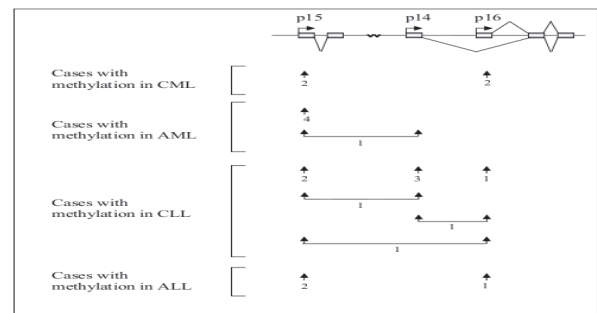 p15 p14 p16
Cases with
methylation in CML
2 2
Cases with
methylation in AML
4
1
Cases with
methylation in CLL
2 3 1
1
1
1
Cases with
methylation in ALL
2 1